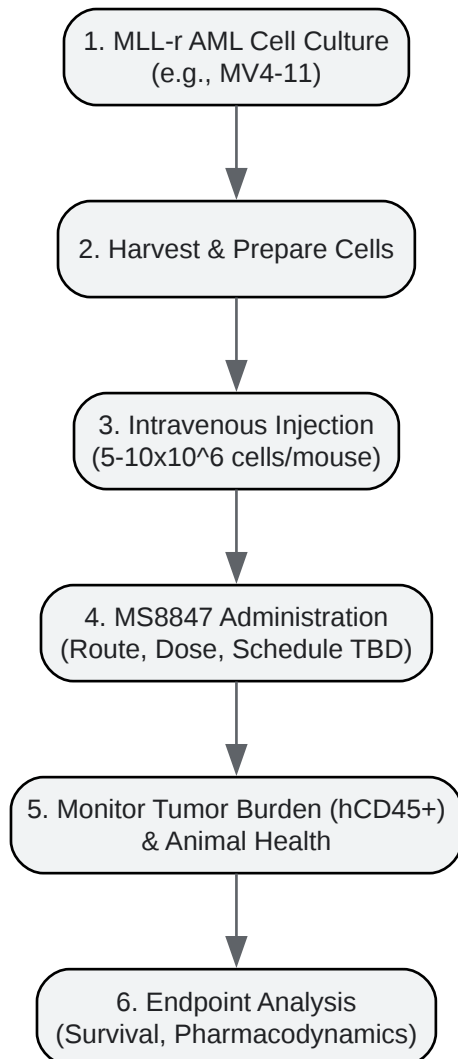 1. MLL-r AML Cell Culture
(e.g., MV4-11)
2. Harvest & Prepare Cells
3. Intravenous Injection
(5-10x10^6 cells/mouse)
4. MS8847 Administration
(Route, Dose, Schedule TBD)
5. Monitor Tumor Burden (hCD45+)
& Animal Health
6. Endpoint Analysis
(Survival, Pharmacodynamics)